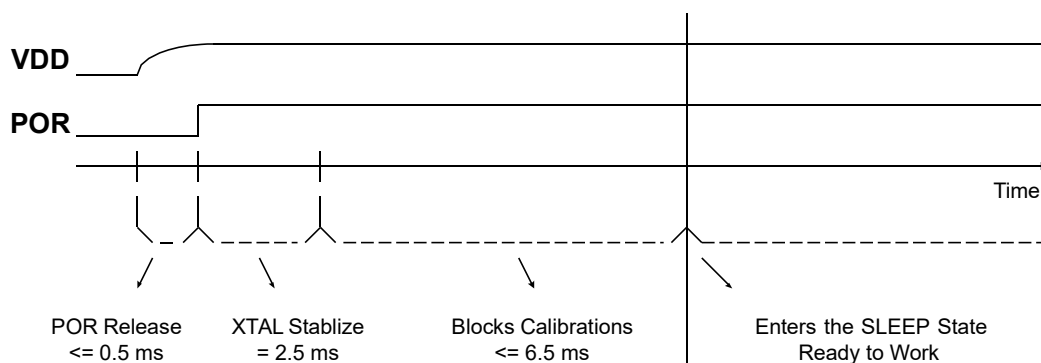 VDD
POR
Time
POR Release
<= 0.5 ms
XTAL Stablize
= 2.5 ms
Blocks Calibrations
<= 6.5 ms
Enters the SLEEP State
Ready to Work